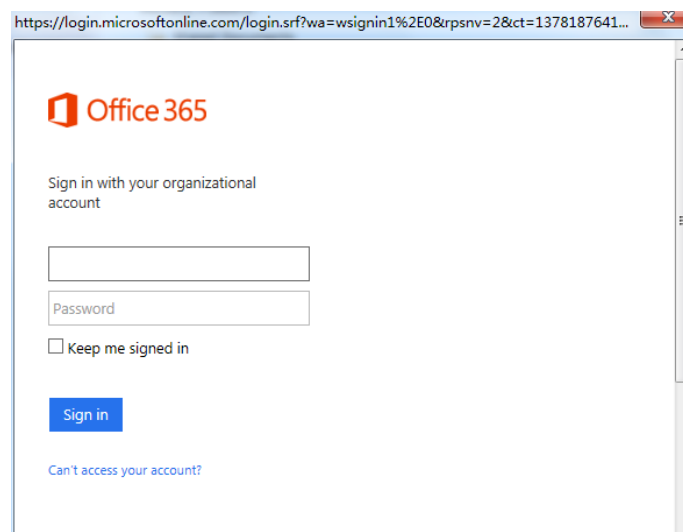 https://login.microsoftonline.com/login.srf?wa=wsignin1%2E0&rpsnv=2&ct=1378187641...
Office 365
Sign in with your organizational
account
Password
Keep me signed in
Sign in
Can't access your account?